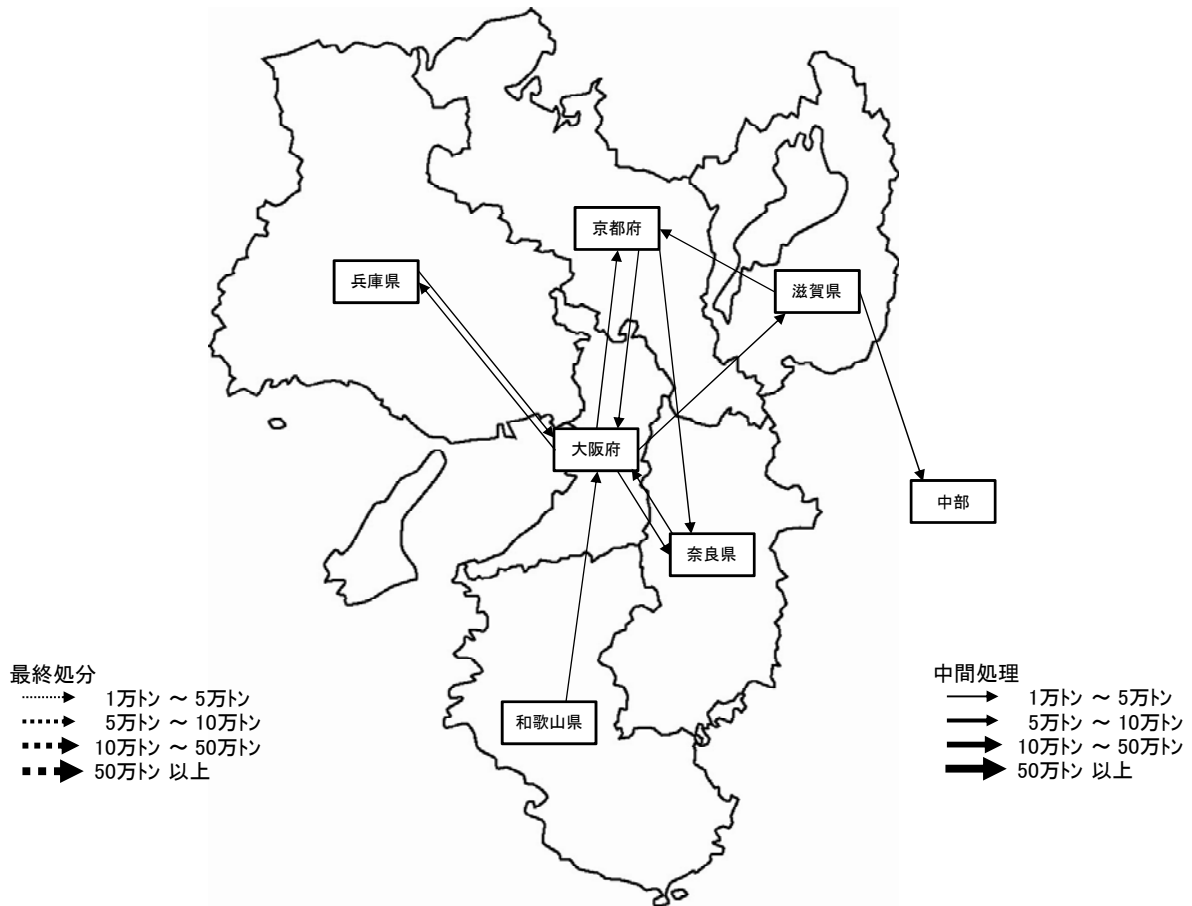 京都府
兵庫県
滋賀県
大阪府
中部
奈良県
和歌山県
最終処分
1万トン ～ 5万トン
5万トン ～ 10万トン
10万トン ～ 50万トン
50万トン 以上
中間処理
1万トン ～ 5万トン
5万トン ～ 10万トン
10万トン ～ 50万トン
50万トン 以上